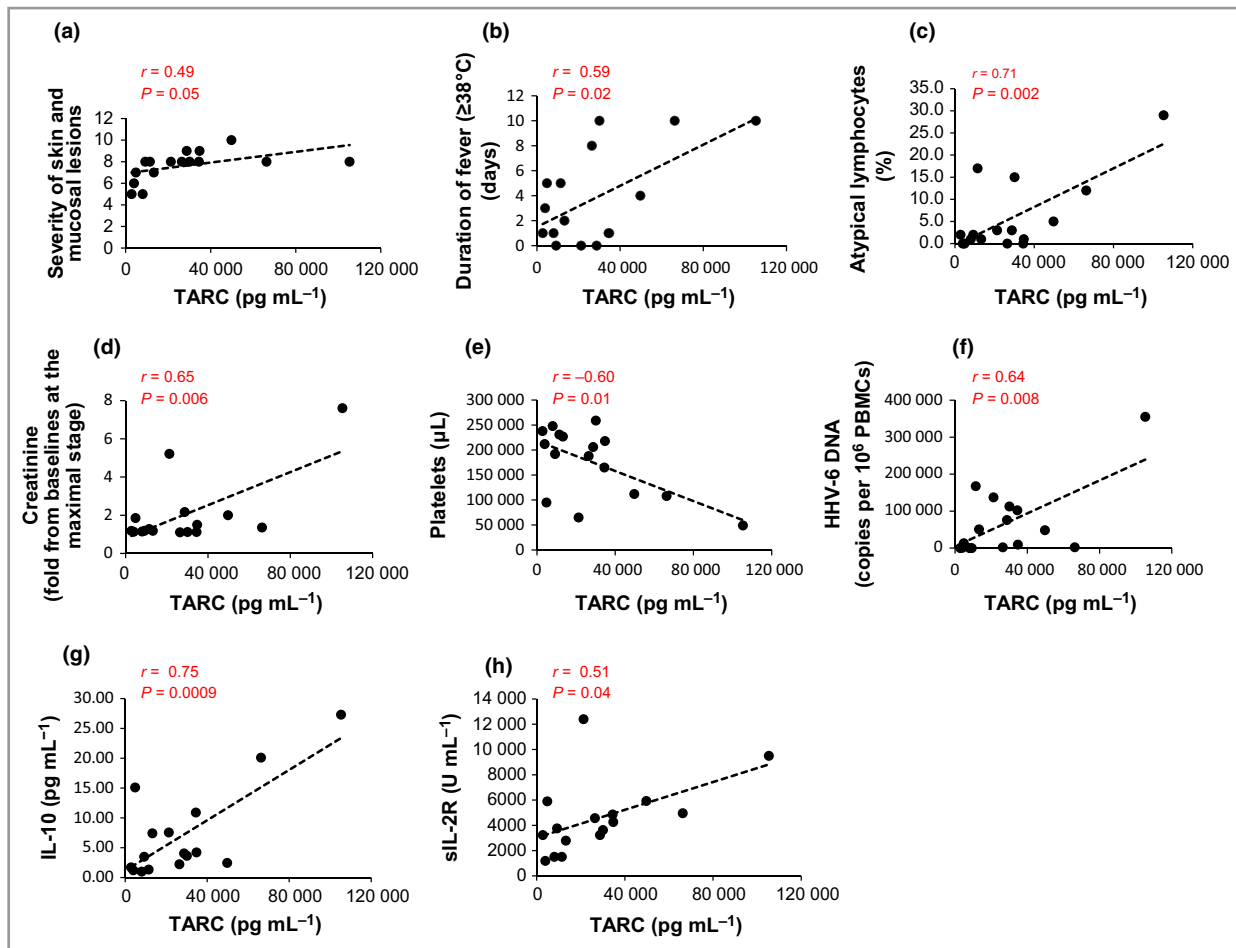 (a)
r = 0.49
P = 0.05
Severity of skin and
mucosal lesions
12
10
8
6
4
2
0
0
40 000
80 000
120 000
TARC (pg mL⁻¹)
(b)
r = 0.59
P = 0.02
Duration of fever (≥38°C)
(days)
12
10
8
6
4
2
0
0
40 000
80 000
120 000
TARC (pg mL⁻¹)
(c)
r = 0.71
P = 0.002
Atypical lymphocytes
(%)
35.0
30.0
25.0
20.0
15.0
10.0
5.0
0.0
0
40 000
80 000
120 000
TARC (pg mL⁻¹)
(d)
r = 0.65
P = 0.006
Creatinine
(fold from baselines at the
maximal stage)
8
6
4
2
0
0
40 000
80 000
120 000
TARC (pg mL⁻¹)
(e)
r = –0.60
P = 0.01
Platelets (µL)
300 000
250 000
200 000
150 000
100 000
50 000
0
0
40 000
80 000
120 000
TARC (pg mL⁻¹)
(f)
r = 0.64
P = 0.008
HHV-6 DNA
(copies per 10⁶ PBMCs)
400 000
300 000
200 000
100 000
0
0
40 000
80 000
120 000
TARC (pg mL⁻¹)
(g)
r = 0.75
P = 0.0009
IL-10 (pg mL⁻¹)
30.00
25.00
20.00
15.00
10.00
5.00
0.00
0
40 000
80 000
120 000
TARC (pg mL⁻¹)
(h)
r = 0.51
P = 0.04
sIL-2R (U mL⁻¹)
14 000
12 000
10 000
8000
6000
4000
2000
0
0
40 000
80 000
120 000
TARC (pg mL⁻¹)